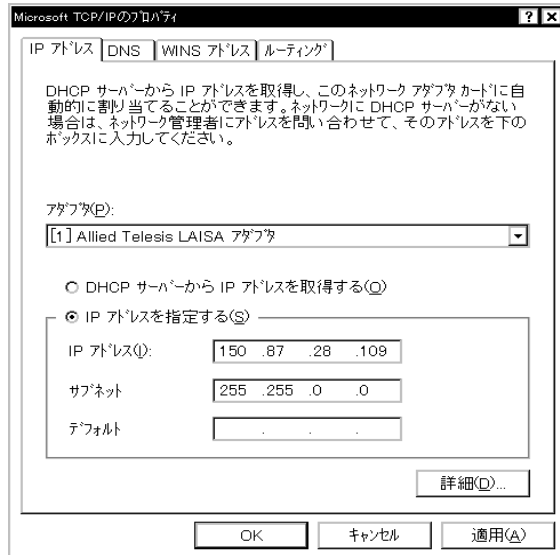 Microsoft TCP/IPのﾌﾟﾛﾊﾟﾃｨ
IP ｱﾄﾞﾚｽ DNS WINS ｱﾄﾞﾚｽ ﾙｰﾃｨﾝｸﾞ
DHCP ｻｰﾊﾞｰから IP ｱﾄﾞﾚｽを取得し、このﾈｯﾄﾜｰｸ ｱﾀﾞﾌﾟﾀ ｶｰﾄﾞに自
動的に割り当てることができます。ﾈｯﾄﾜｰｸに DHCP ｻｰﾊﾞｰがない
場合は、ﾈｯﾄﾜｰｸ管理者にｱﾄﾞﾚｽを問い合わせて、そのｱﾄﾞﾚｽを下の
ﾎﾞｯｸｽに入力してください。
ｱﾀﾞﾌﾟﾀ(P):
[1] Allied Telesis LAISA ｱﾀﾞﾌﾟﾀ
DHCP ｻｰﾊﾞｰから IP ｱﾄﾞﾚｽを取得する(O)
IP ｱﾄﾞﾚｽを指定する(S)
IP ｱﾄﾞﾚｽ(I): 150 .87 .28 .109
ｻﾌﾞﾈｯﾄ 255 .255 .0 .0
ﾃﾞﾌｫﾙﾄ . . .
詳細(D)...
OK ｷｬﾝｾﾙ 適用(A)